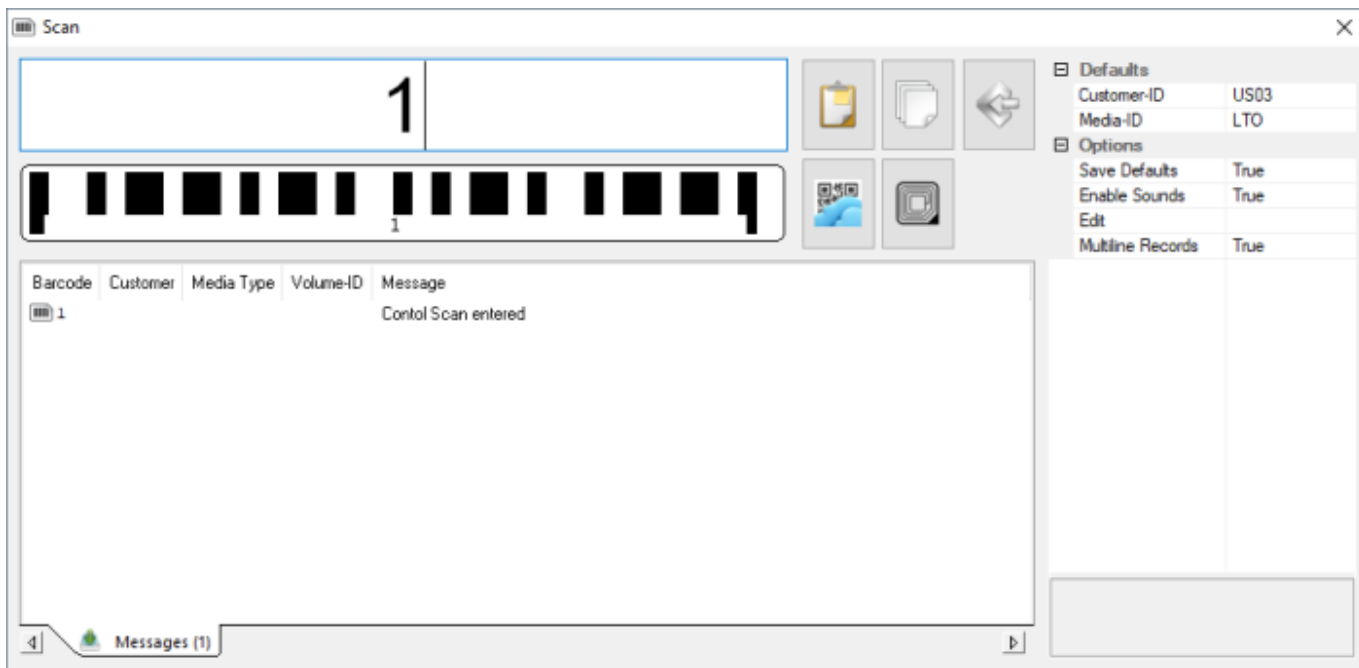 Scan
1
1
Barcode Customer Media Type Volume-ID Message
1 Contol Scan entered
Messages (1)
Defaults
Customer-ID US03
Media-ID LTO
Options
Save Defaults True
Enable Sounds True
Edit
Multiline Records True